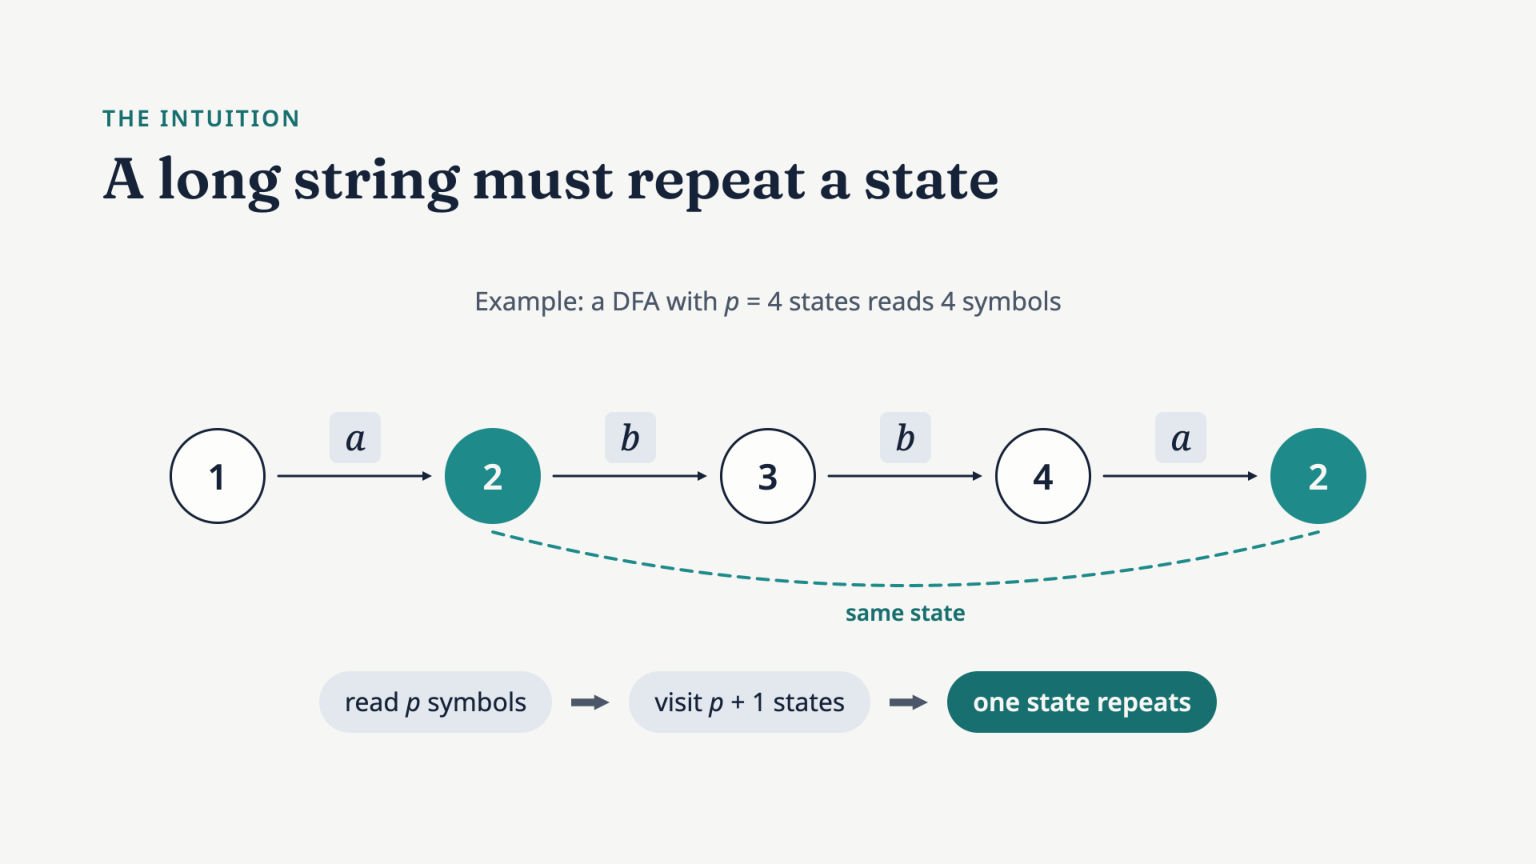 THE INTUITION
A long string must repeat a state
Example: a DFA with p = 4 states reads 4 symbols
a b b a
1 2 3 4 2
same state
read p symbols
visit p + 1 states
one state repeats